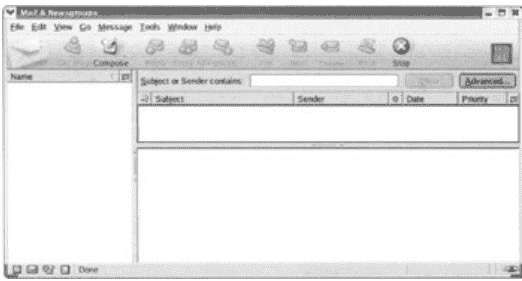 Mail & Newsgroups
File Edit View Go Message Tools Window Help
Compose Stop
Name
Subject or Sender contains: Clear Advanced...
Subject Sender Date Priority
Done